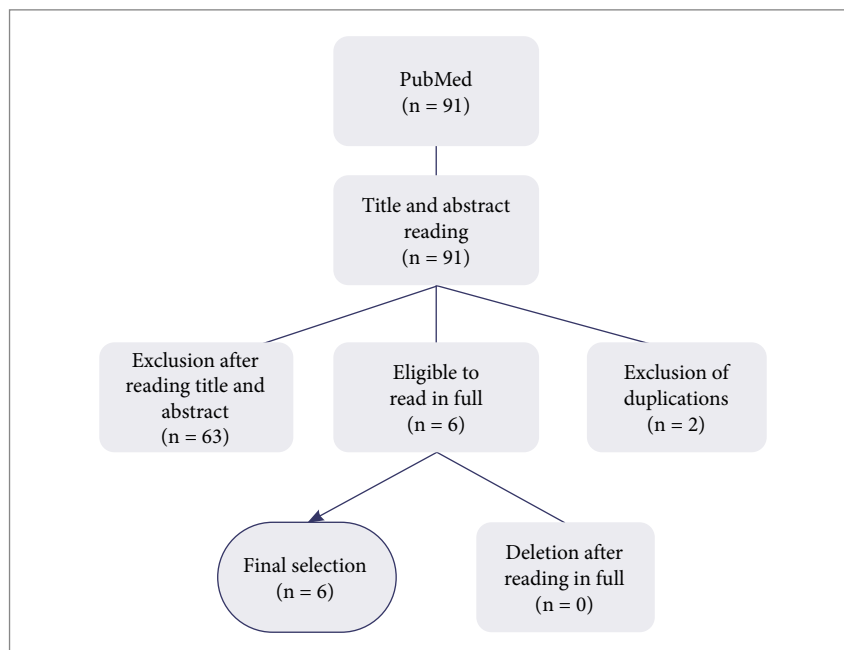 PubMed
(n = 91)
Title and abstract
reading
(n = 91)
Exclusion after
reading title and
abstract
(n = 63)
Eligible to
read in full
(n = 6)
Exclusion of
duplications
(n = 2)
Final selection
(n = 6)
Deletion after
reading in full
(n = 0)